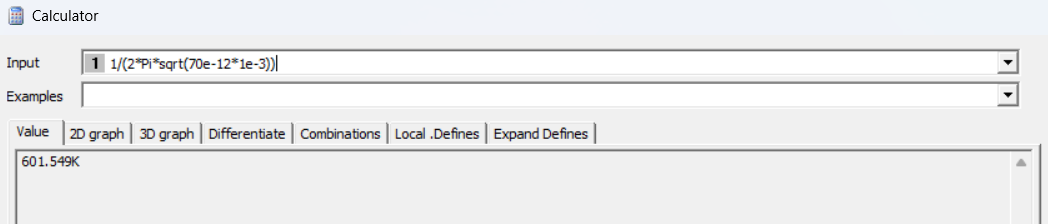 Calculator
Input 1 1/(2*Pi*sqrt(70e-12*1e-3))
Examples
Value 2D graph 3D graph Differentiate Combinations Local .Defines Expand Defines
601.549K